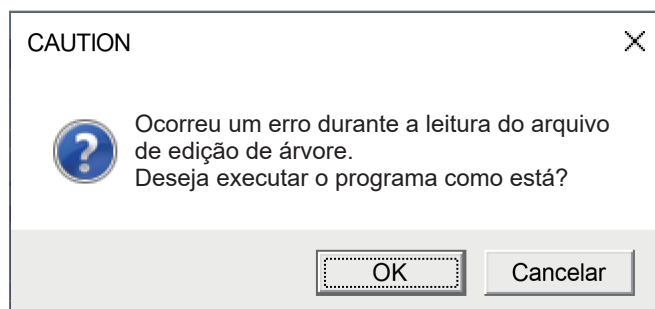 CAUTION
Ocorreu um erro durante a leitura do arquivo
de edição de árvore.
Deseja executar o programa como está?
OK
Cancelar